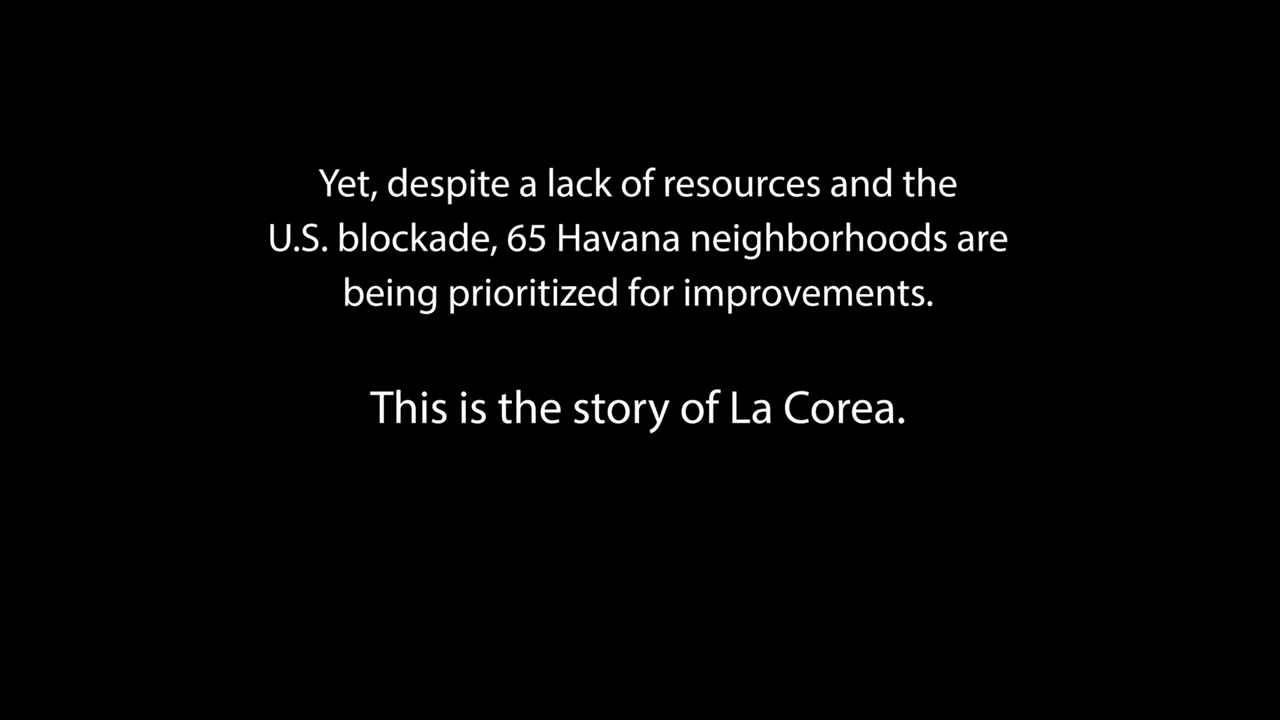 Yet, despite a lack of resources and the
U.S. blockade, 65 Havana neighborhoods are
being prioritized for improvements.
This is the story of La Corea.